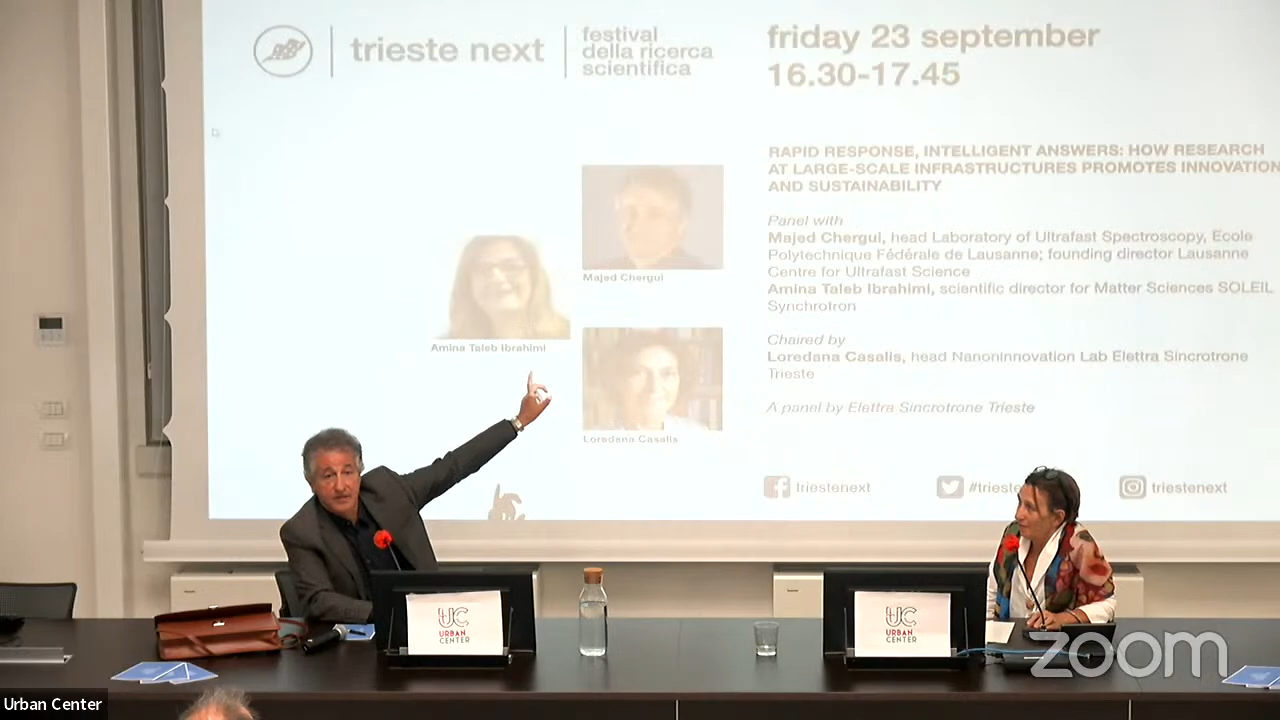 trieste next
festival
della ricerca
scientifica
friday 23 september
16.30-17.45
RAPID RESPONSE, INTELLIGENT ANSWERS: HOW RESEARCH
AT LARGE-SCALE INFRASTRUCTURES PROMOTES INNOVATION
AND SUSTAINABILITY
Panel with
Majed Chergui, head Laboratory of Ultrafast Spectroscopy, Ecole
Polytechnique Fédérale de Lausanne; founding director Lausanne
Centre for Ultrafast Science
Amina Taleb Ibrahimi, scientific director for Matter Sciences SOLEIL
Synchrotron
Chaired by
Loredana Casalis, head Nanoninnovation Lab Elettra Sincrotrone
Trieste
A panel by Elettra Sincrotrone Trieste
Majed Chergui
Amina Taleb Ibrahimi
Loredana Casalis
triestenext
#trieste
triestenext
UC
URBAN
CENTER
UC
URBAN
CENTER
zoom
Urban Center